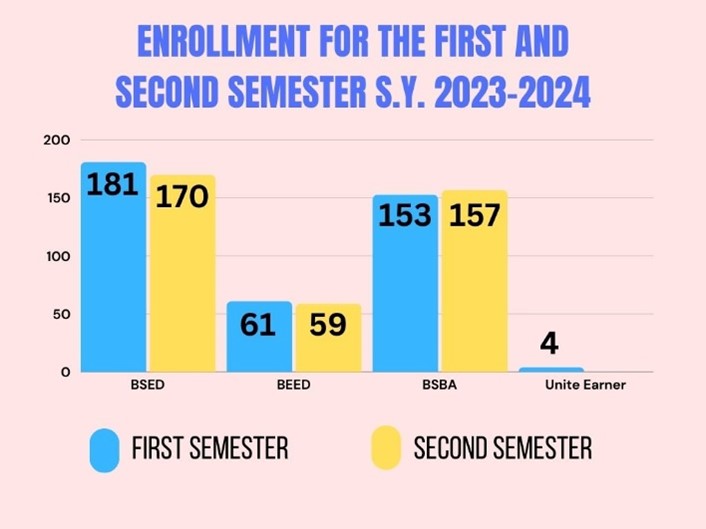 ENROLLMENT FOR THE FIRST AND
SECOND SEMESTER S.Y. 2023-2024
200
150
100
50
0
181
170
61
59
153
157
4
BSED
BEED
BSBA
Unite Earner
FIRST SEMESTER
SECOND SEMESTER